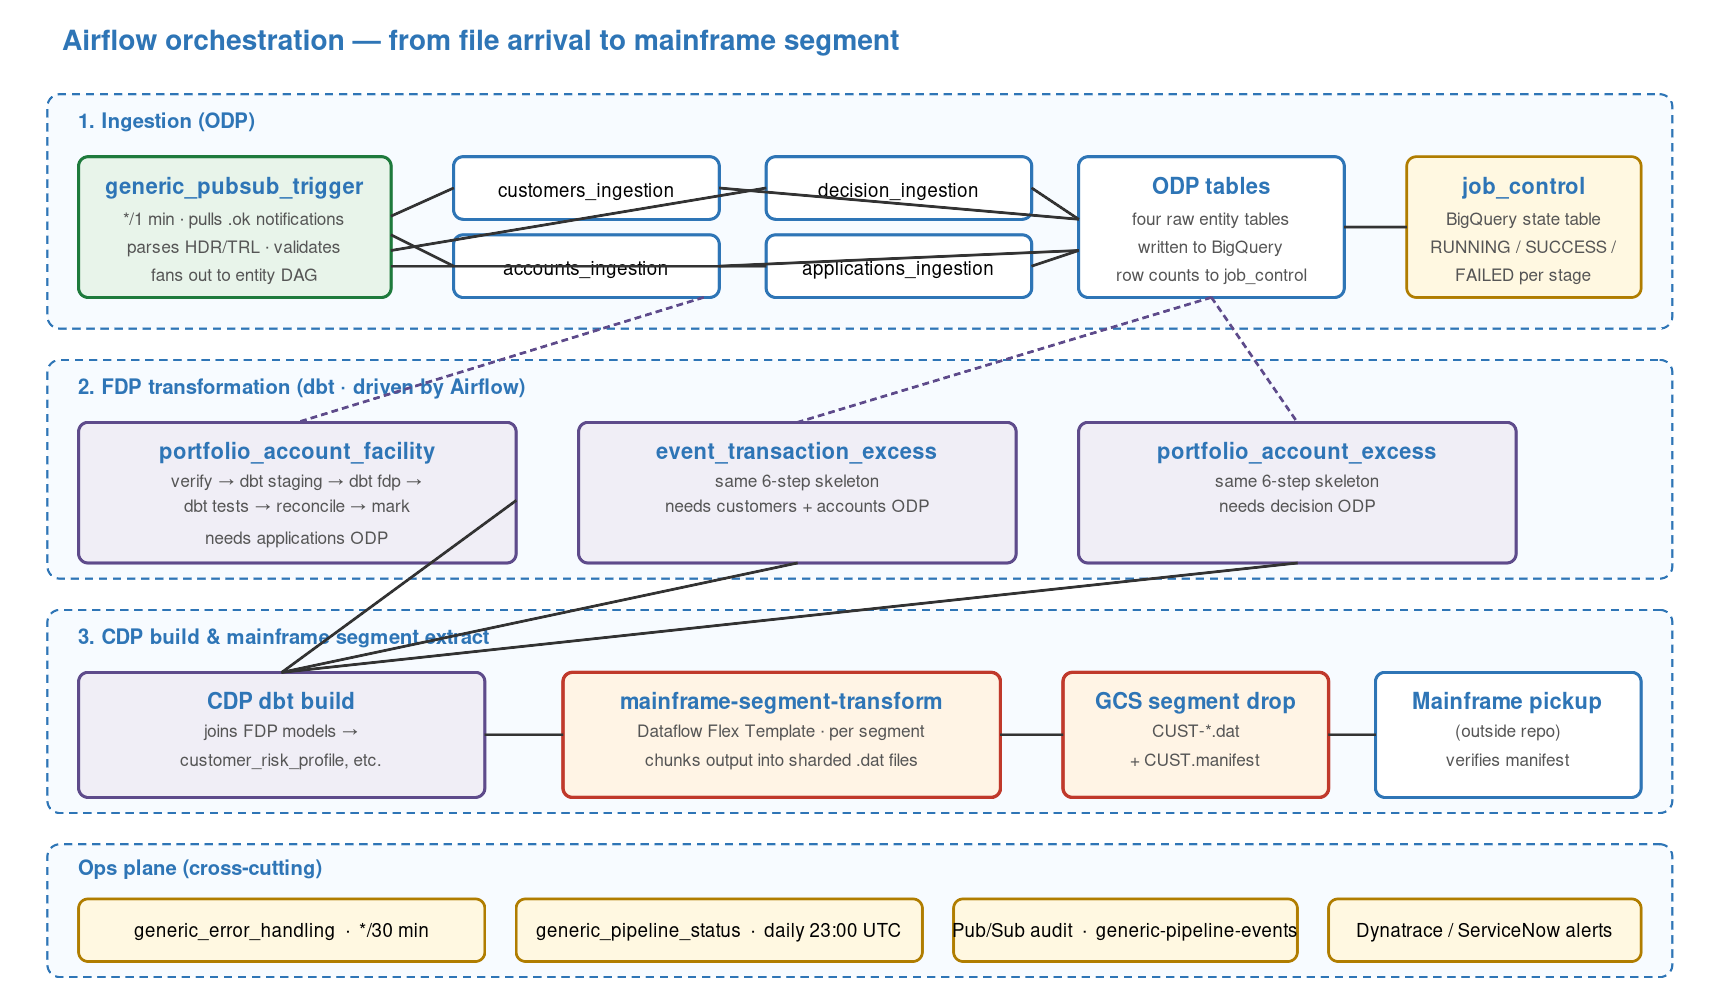 Airflow orchestration — from file arrival to mainframe segment
1. Ingestion (ODP)
generic_pubsub_trigger
*/1 min · pulls .ok notifications
parses HDR/TRL · validates
fans out to entity DAG
customers_ingestion
decision_ingestion
accounts_ingestion
applications_ingestion
ODP tables
four raw entity tables
written to BigQuery
row counts to job_control
job_control
BigQuery state table
RUNNING / SUCCESS /
FAILED per stage
2. FDP transformation (dbt · driven by Airflow)
portfolio_account_facility
verify → dbt staging → dbt fdp →
dbt tests → reconcile → mark
needs applications ODP
event_transaction_excess
same 6-step skeleton
needs customers + accounts ODP
portfolio_account_excess
same 6-step skeleton
needs decision ODP
3. CDP build & mainframe segment extract
CDP dbt build
joins FDP models →
customer_risk_profile, etc.
mainframe-segment-transform
Dataflow Flex Template · per segment
chunks output into sharded .dat files
GCS segment drop
CUST-*.dat
+ CUST.manifest
Mainframe pickup
(outside repo)
verifies manifest
Ops plane (cross-cutting)
generic_error_handling · */30 min
generic_pipeline_status · daily 23:00 UTC
Pub/Sub audit · generic-pipeline-events
Dynatrace / ServiceNow alerts